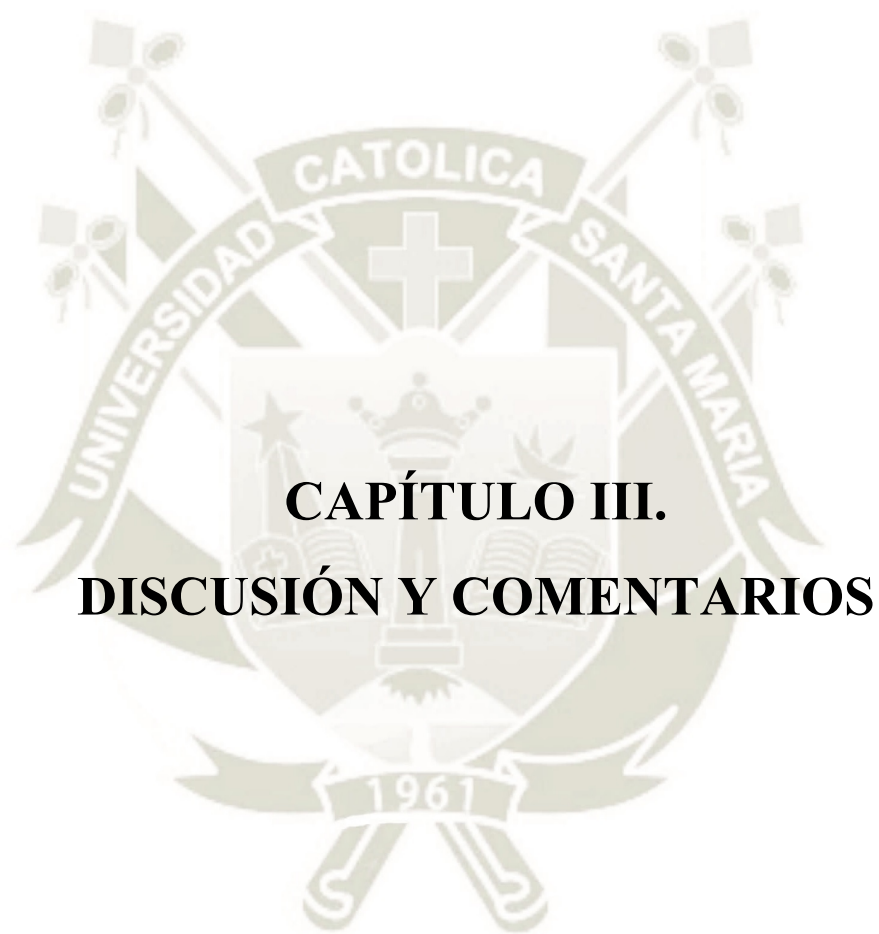 CATOLICA
UNIVERSIDAD
SANTA MARIA
CAPÍTULO III.
DISCUSIÓN Y COMENTARIOS
1961